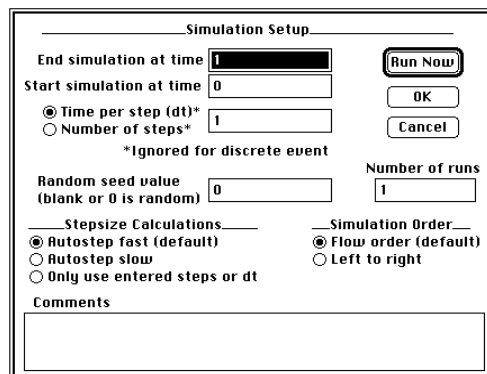 Simulation Setup
End simulation at time 1
Run Now
Start simulation at time 0
OK
Time per step (dt)*
Number of steps*
1
Cancel
*Ignored for discrete event
Number of runs
Random seed value
(blank or 0 is random)
0
1
Stepsize Calculations
Autostep fast (default)
Autostep slow
Only use entered steps or dt
Simulation Order
Flow order (default)
Left to right
Comments